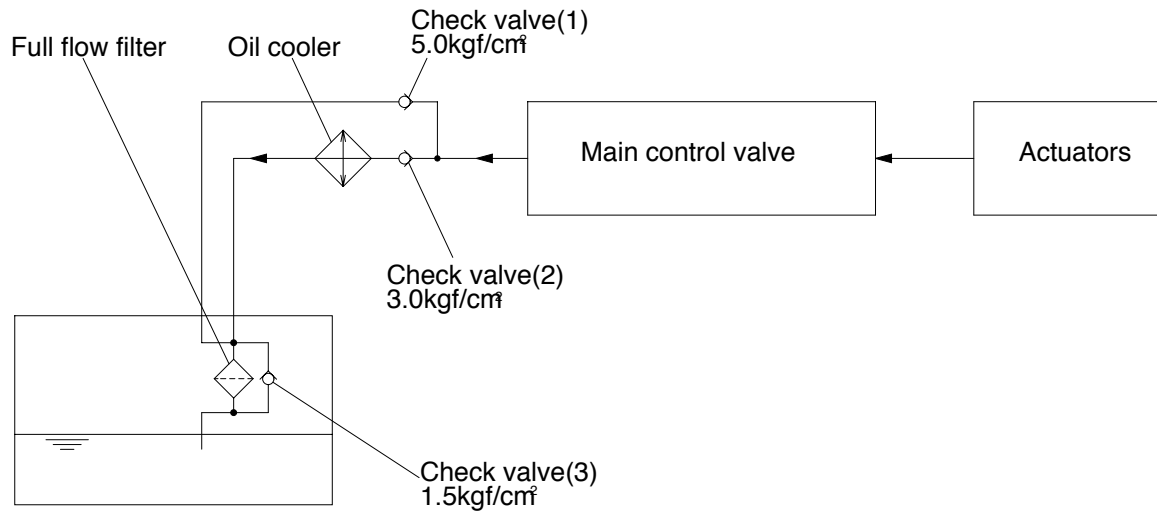 Check valve(1)
5.0kgf/cm²
Full flow filter
Oil cooler
Main control valve
Actuators
Check valve(2)
3.0kgf/cm²
Check valve(3)
1.5kgf/cm²